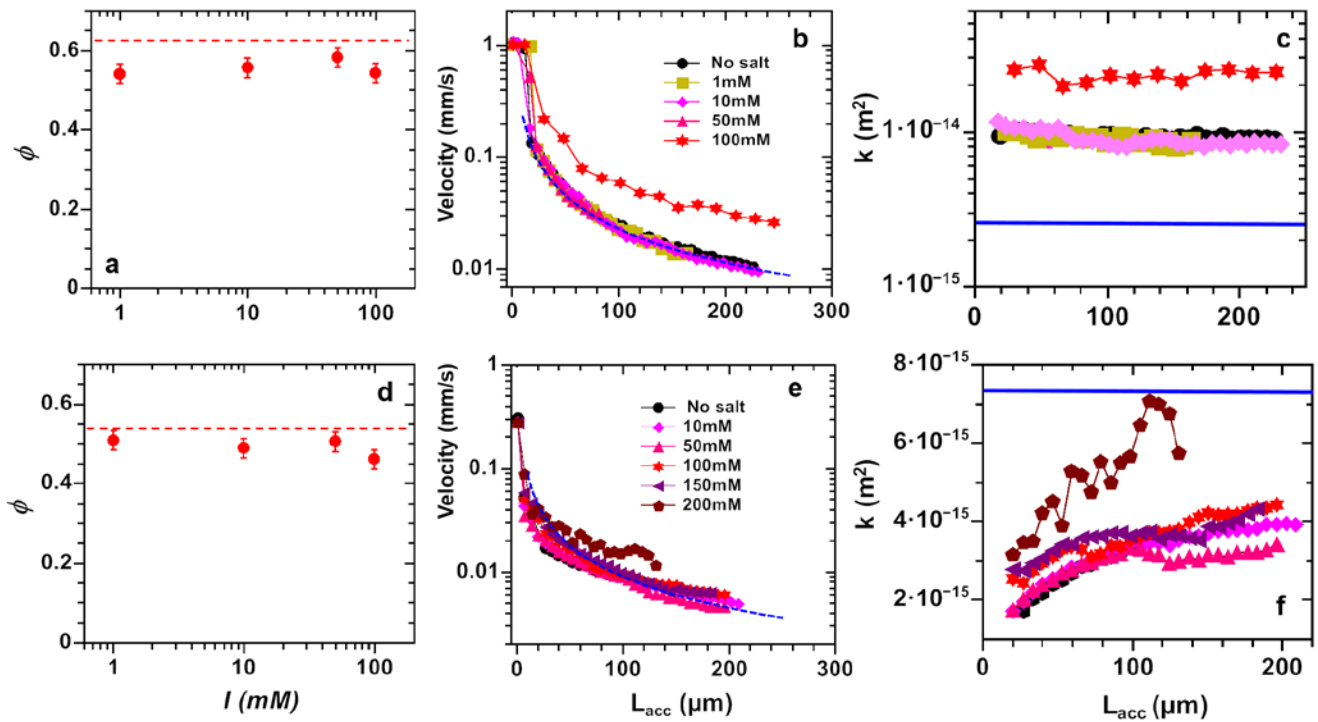 0.6
0.4
0.2
0
ϕ
a
1
10
100
Velocity (mm/s)
1
0.1
0.01
b
No salt
1mM
10mM
50mM
100mM
0
100
200
300
k (m²)
c
1·10⁻¹⁴
1·10⁻¹⁵
0
100
200
0.6
0.4
0.2
0
ϕ
d
1
10
100
I (mM)
Velocity (mm/s)
1
0.1
0.01
e
No salt
10mM
50mM
100mM
150mM
200mM
0
100
200
300
Lacc (μm)
k (m²)
8·10⁻¹⁵
6·10⁻¹⁵
4·10⁻¹⁵
2·10⁻¹⁵
f
0
100
200
Lacc (μm)